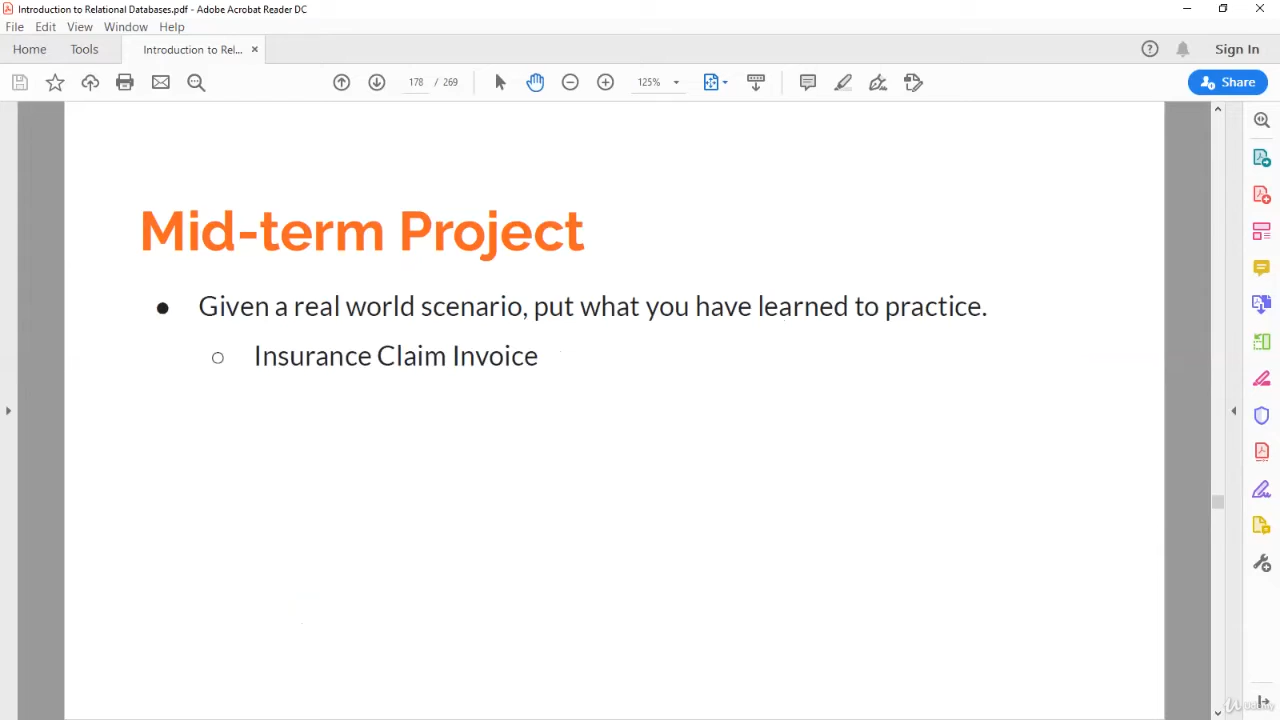 Introduction to Relational Databases.pdf - Adobe Acrobat Reader DC
File Edit View Window Help
Home Tools Introduction to Rel... Sign In
178 / 269 125% Share
Mid-term Project
Given a real world scenario, put what you have learned to practice.
Insurance Claim Invoice
Udemy